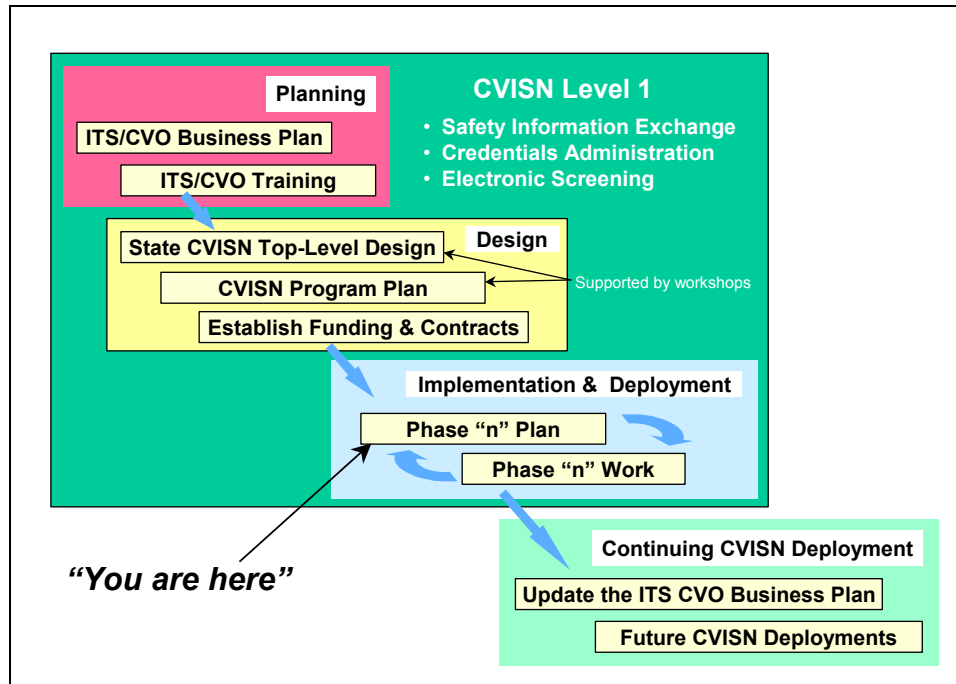 Planning
ITS/CVO Business Plan
ITS/CVO Training
CVISN Level 1
• Safety Information Exchange
• Credentials Administration
• Electronic Screening
Design
State CVISN Top-Level Design
CVISN Program Plan
Establish Funding & Contracts
Supported by workshops
Implementation & Deployment
Phase “n” Plan
Phase “n” Work
“You are here”
Continuing CVISN Deployment
Update the ITS CVO Business Plan
Future CVISN Deployments